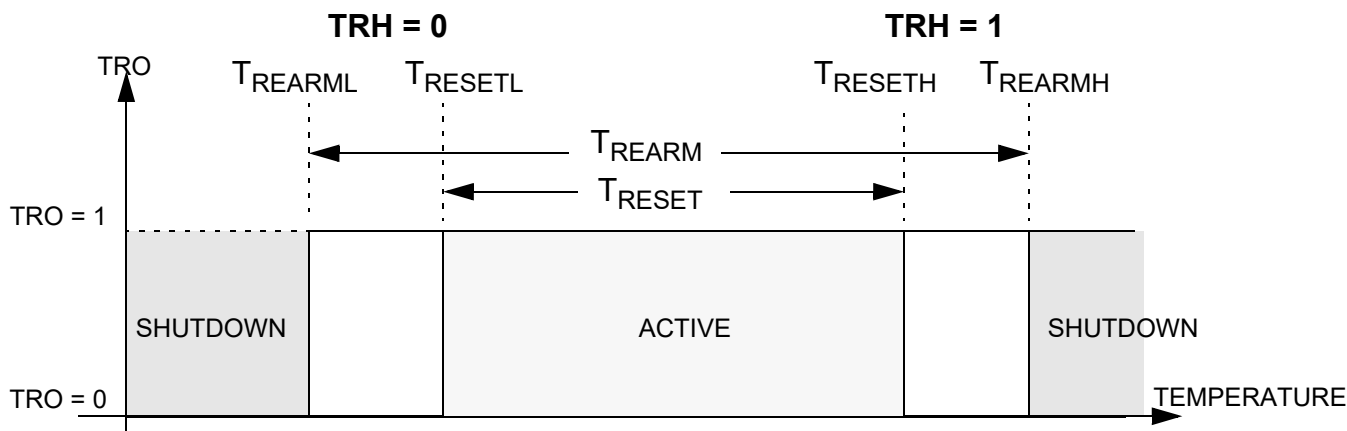 TRH = 0 TRH = 1
TRO TREARML TRESETL TRESETH TREARMH
TREARM
TRESET
TRO = 1
SHUTDOWN ACTIVE SHUTDOWN
TRO = 0
TEMPERATURE